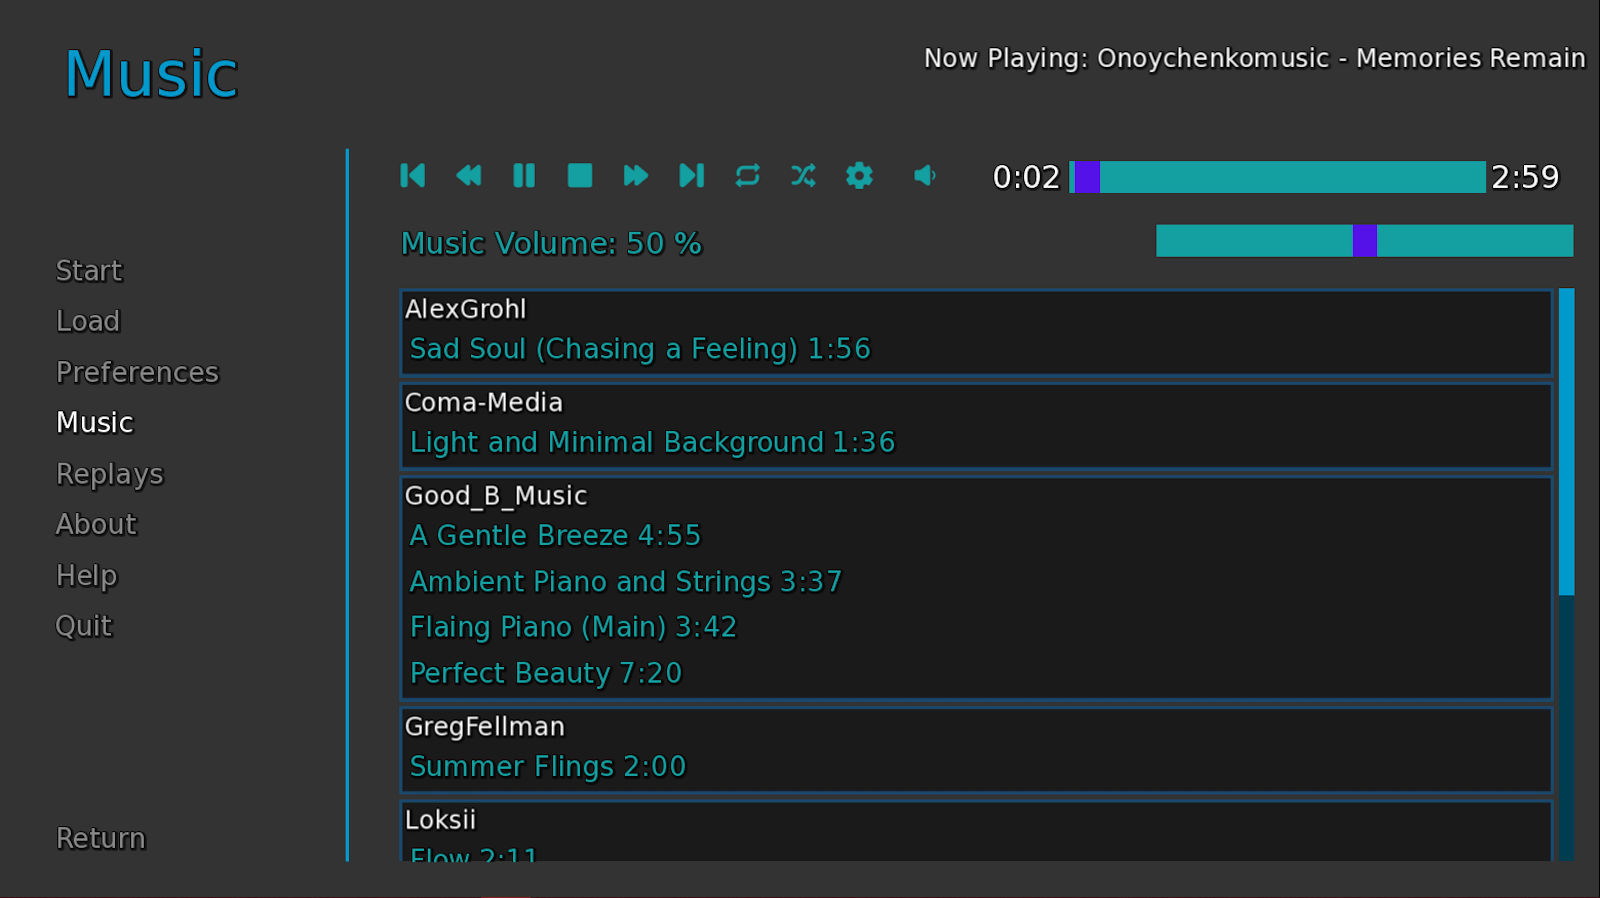 Music
Now Playing: Onoychenkomusic - Memories Remain
0:02
2:59
Music Volume: 50 %
Start
Load
Preferences
Music
Replays
About
Help
Quit
Return
AlexGrohl
Sad Soul (Chasing a Feeling) 1:56
Coma-Media
Light and Minimal Background 1:36
Good_B_Music
A Gentle Breeze 4:55
Ambient Piano and Strings 3:37
Flaing Piano (Main) 3:42
Perfect Beauty 7:20
GregFellman
Summer Flings 2:00
Loksii
Flow 2:11